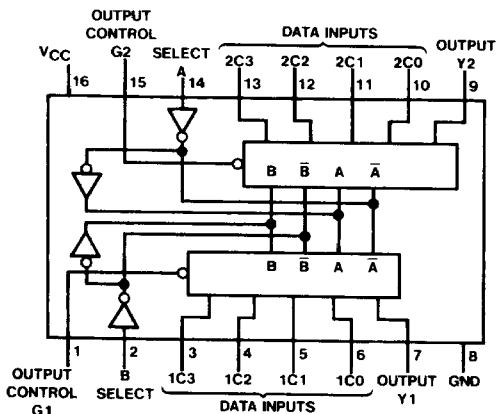 OUTPUT
CONTROL
G2
SELECT
A
DATA INPUTS
OUTPUT
Y2
VCC
2C3
2C2
2C1
2C0
16
15
14
13
12
11
10
9
B B̅ A A̅
B B̅ A A̅
1
2
3
4
5
6
7
8
OUTPUT
CONTROL
G1
B
SELECT
1C3
1C2
1C1
1C0
DATA INPUTS
OUTPUT
Y1
GND